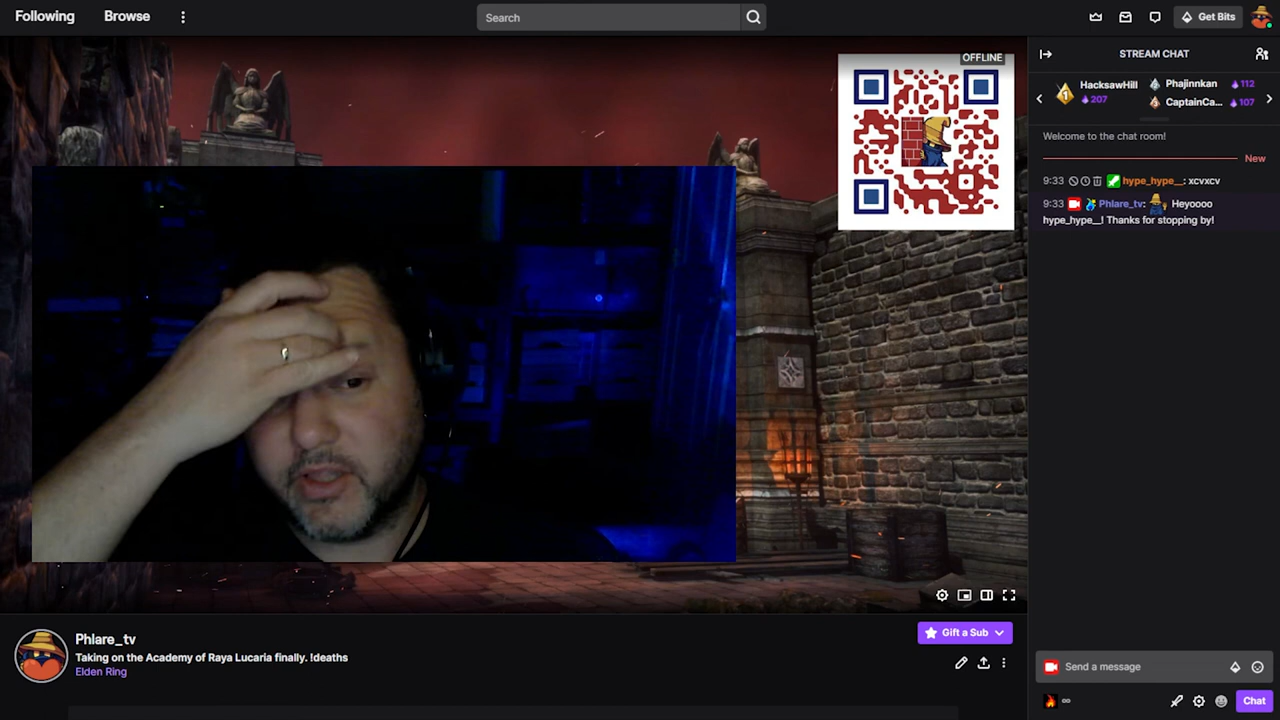 Following
Browse
Search
Get Bits
OFFLINE
STREAM CHAT
1
HacksawHill
207
Phajinnkan
112
CaptainCa...
107
Welcome to the chat room!
New
9:33 hype_hype__: xcvxcv
9:33 Phlare_tv: Heyoooo
hype_hype__! Thanks for stopping by!
Phlare_tv
Taking on the Academy of Raya Lucaria finally. !deaths
Elden Ring
Gift a Sub
Send a message
Chat